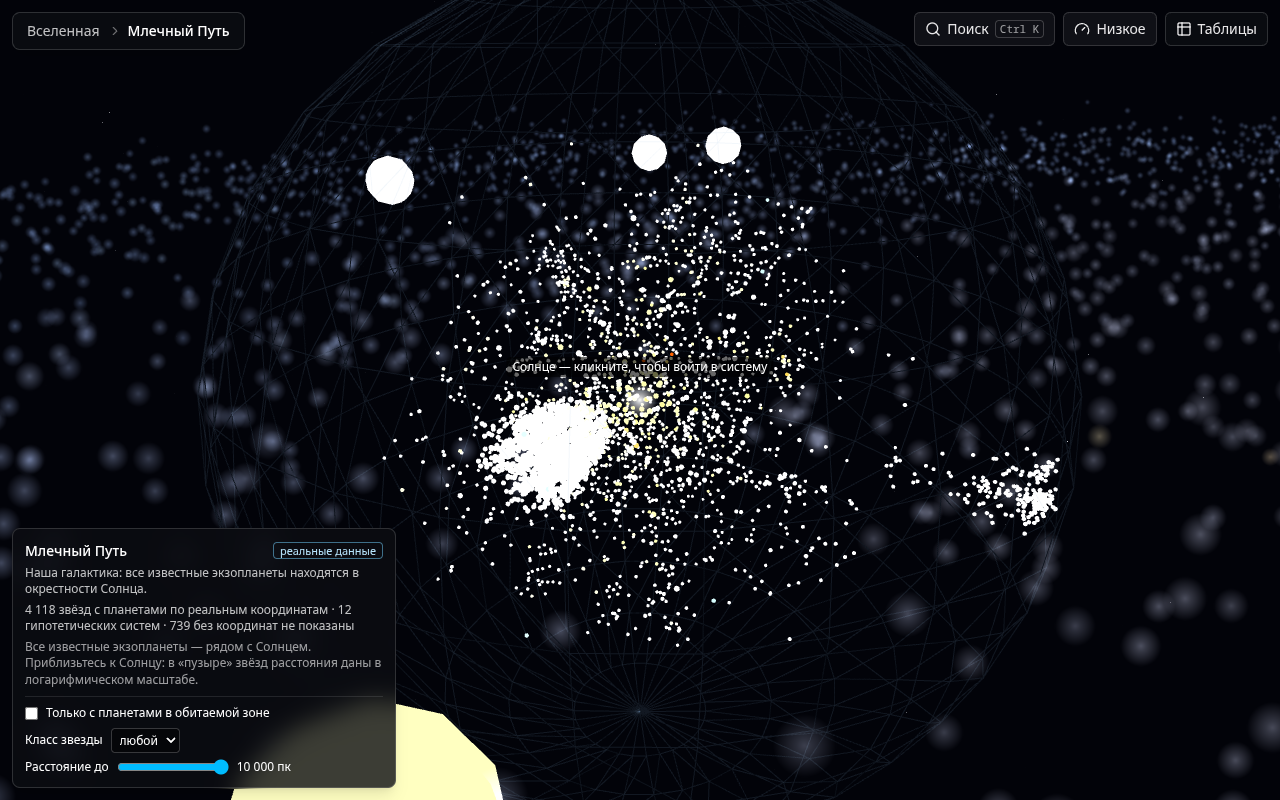 Вселенная > Млечный Путь
Поиск Ctrl K
Низкое
Таблицы
Солнце — кликните, чтобы войти в систему
Млечный Путь
реальные данные
Наша галактика: все известные экзопланеты находятся в
окрестности Солнца.
4 118 звёзд с планетами по реальным координатам · 12
гипотетических систем · 739 без координат не показаны
Все известные экзопланеты — рядом с Солнцем.
Приблизьтесь к Солнцу: в «пузыре» звёзд расстояния даны в
логарифмическом масштабе.
Только с планетами в обитаемой зоне
Класс звезды любой
Расстояние до 10 000 пк